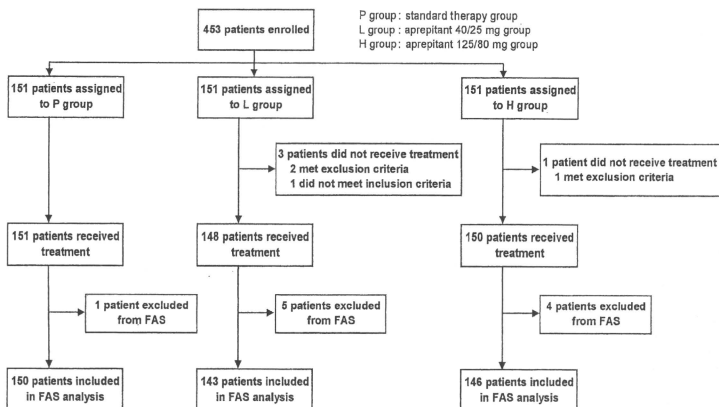 453 patients enrolled
P group : standard therapy group
L group : aprepitant 40/25 mg group
H group : aprepitant 125/80 mg group
151 patients assigned
to P group
151 patients assigned
to L group
151 patients assigned
to H group
3 patients did not receive treatment
2 met exclusion criteria
1 did not meet inclusion criteria
1 patient did not receive treatment
1 met exclusion criteria
151 patients received
treatment
148 patients received
treatment
150 patients received
treatment
1 patient excluded
from FAS
5 patients excluded
from FAS
4 patients excluded
from FAS
150 patients included
in FAS analysis
143 patients included
in FAS analysis
146 patients included
in FAS analysis